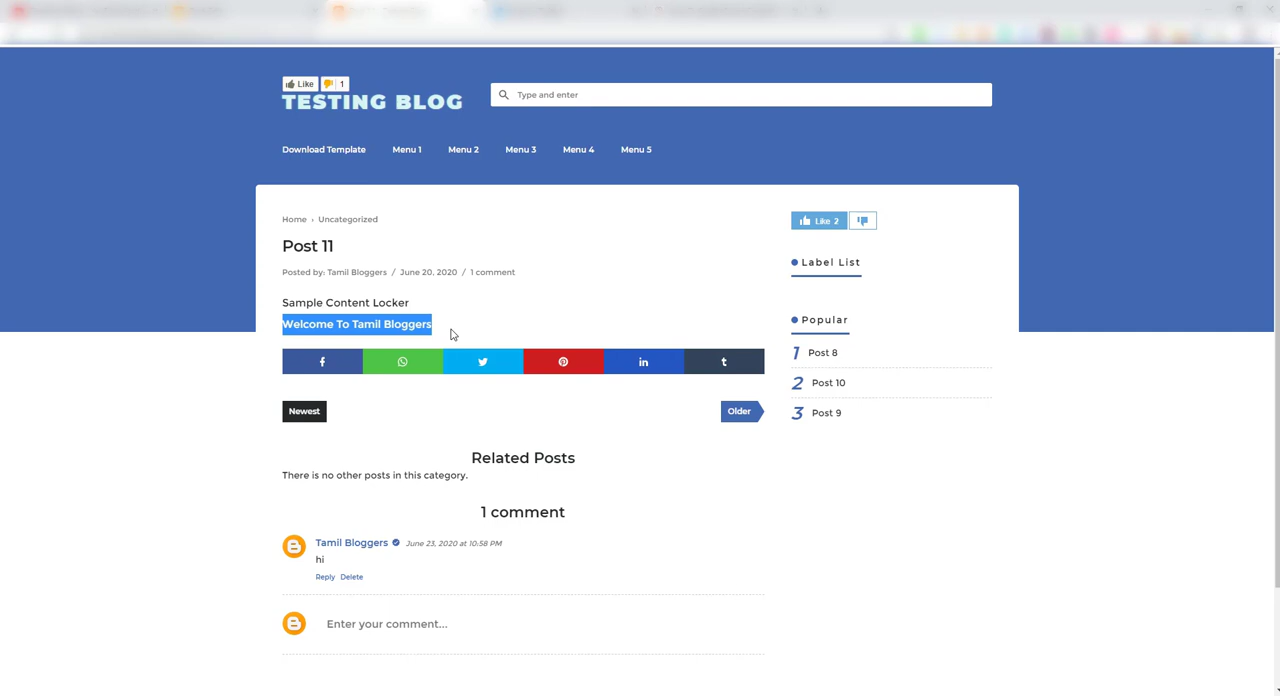 Like 1
TESTING BLOG
Type and enter
Download Template Menu 1 Menu 2 Menu 3 Menu 4 Menu 5
Home › Uncategorized
Post 11
Posted by: Tamil Bloggers / June 20, 2020 / 1 comment
Sample Content Locker
Welcome To Tamil Bloggers
Newest Older
Related Posts
There is no other posts in this category.
1 comment
Tamil Bloggers June 23, 2020 at 10:58 PM
hi
Reply Delete
Enter your comment...
Like 2
Label List
Popular
1 Post 8
2 Post 10
3 Post 9